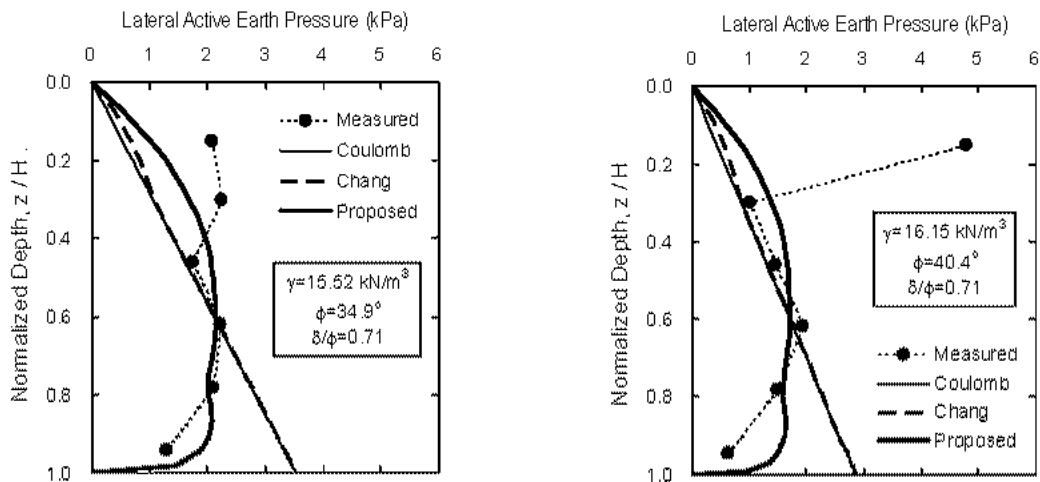 Lateral Active Earth Pressure (kPa)
0 1 2 3 4 5 6
0.0
0.2
0.4
0.6
0.8
1.0
Normalized Depth, z / H .
Measured
Coulomb
Chang
Proposed
γ=15.52 kN/m³
ϕ=34.9°
δ/ϕ=0.71
Lateral Active Earth Pressure (kPa)
0 1 2 3 4 5 6
0.0
0.2
0.4
0.6
0.8
1.0
Normalized Depth, z / H
γ=16.15 kN/m³
ϕ=40.4°
δ/ϕ=0.71
Measured
Coulomb
Chang
Proposed